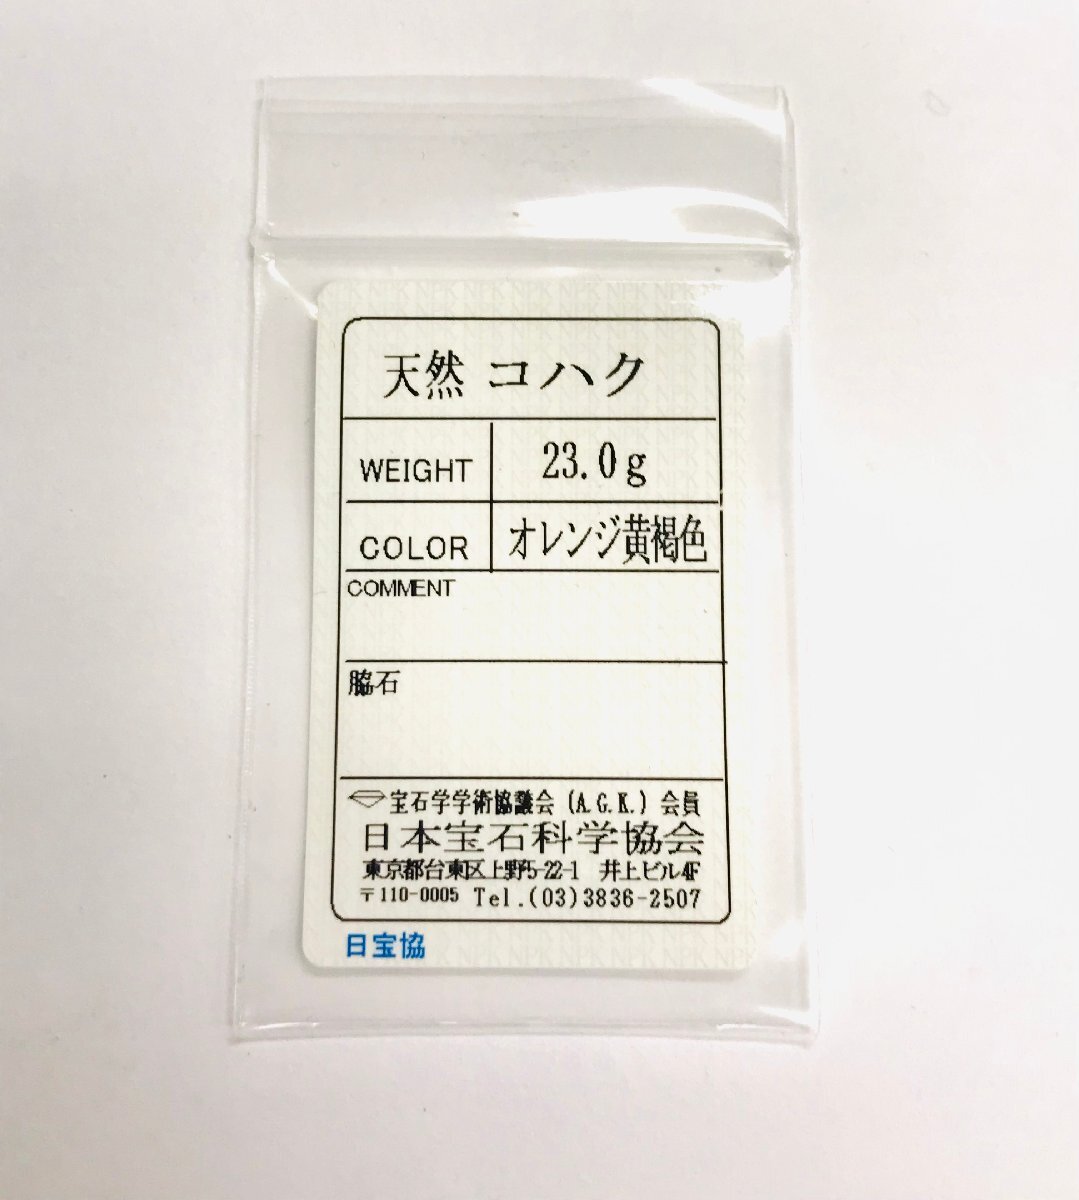 天然 コハク
WEIGHT 23.0g
COLOR オレンジ黄褐色
COMMENT
脇石
宝石学学術協議会 (A.G.K.) 会員
日本宝石科学協会
東京都台東区上野5-22-1 井上ビル4F
〒110-0005 Tel.(03)3836-2507
日宝協